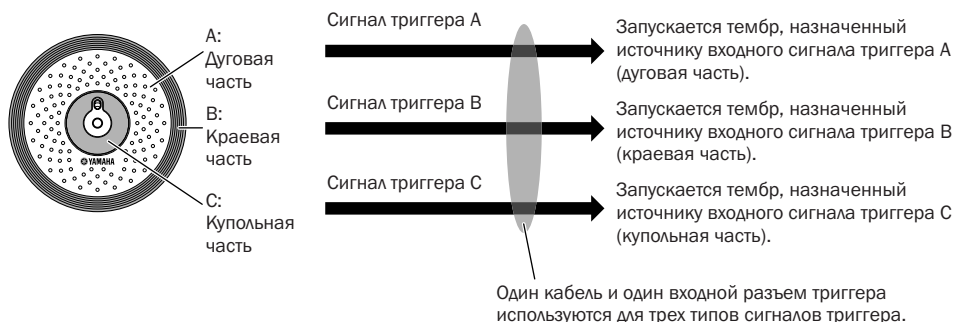 A:
Дуговая
часть
B:
Краевая
часть
C:
Купольная
часть
YAMAHA
Сигнал триггера A
Запускается тембр, назначенный
источнику входного сигнала триггера A
(дуговая часть).
Сигнал триггера B
Запускается тембр, назначенный
источнику входного сигнала триггера B
(краевая часть).
Сигнал триггера C
Запускается тембр, назначенный
источнику входного сигнала триггера C
(купольная часть).
Один кабель и один входной разъем триггера
используются для трех типов сигналов триггера.